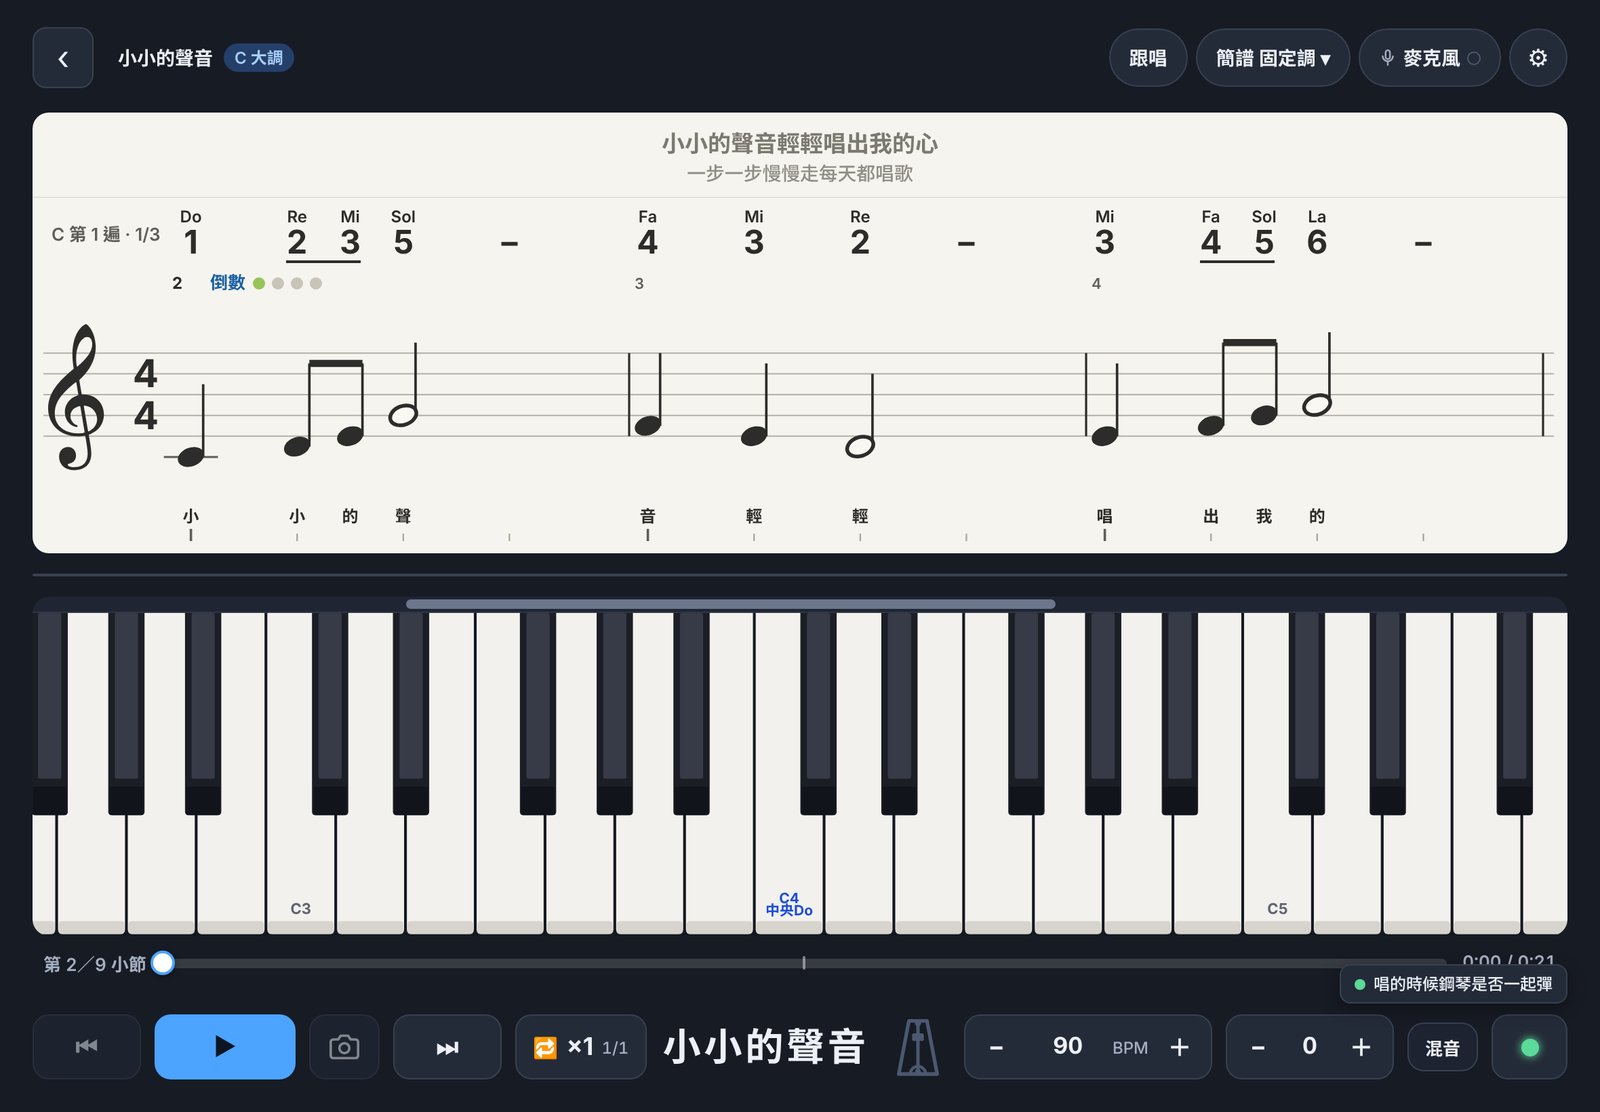 ‹ 小小的聲音 C 大調 跟唱 簡譜 固定調 ▾ 麥克風
小小的聲音輕輕唱出我的心
一步一步慢慢走每天都唱歌
Do Re Mi Sol Fa Mi Re Mi Fa Sol La
C 第 1 遍 · 1/3 1 2 3 5 – 4 3 2 – 3 4 5 6 –
2 倒數 3 4
4
4
小 小 的 聲 音 輕 輕 唱 出 我 的
C3 C4 C5
中央Do
第 2／9 小節 0:00 / 0:21
唱的時候鋼琴是否一起彈
×1 1/1 小小的聲音 – 90 BPM + – 0 + 混音